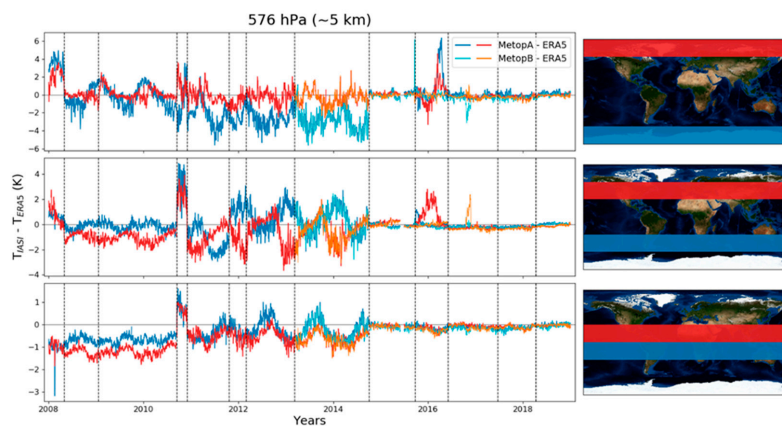 576 hPa (~5 km)
MetopA - ERA5
MetopB - ERA5
6
4
2
0
−2
−4
−6
T_IASI - T_ERA5 (K)
4
2
0
−2
−4
1
0
−1
−2
−3
2008 2010 2012 2014 2016 2018
Years